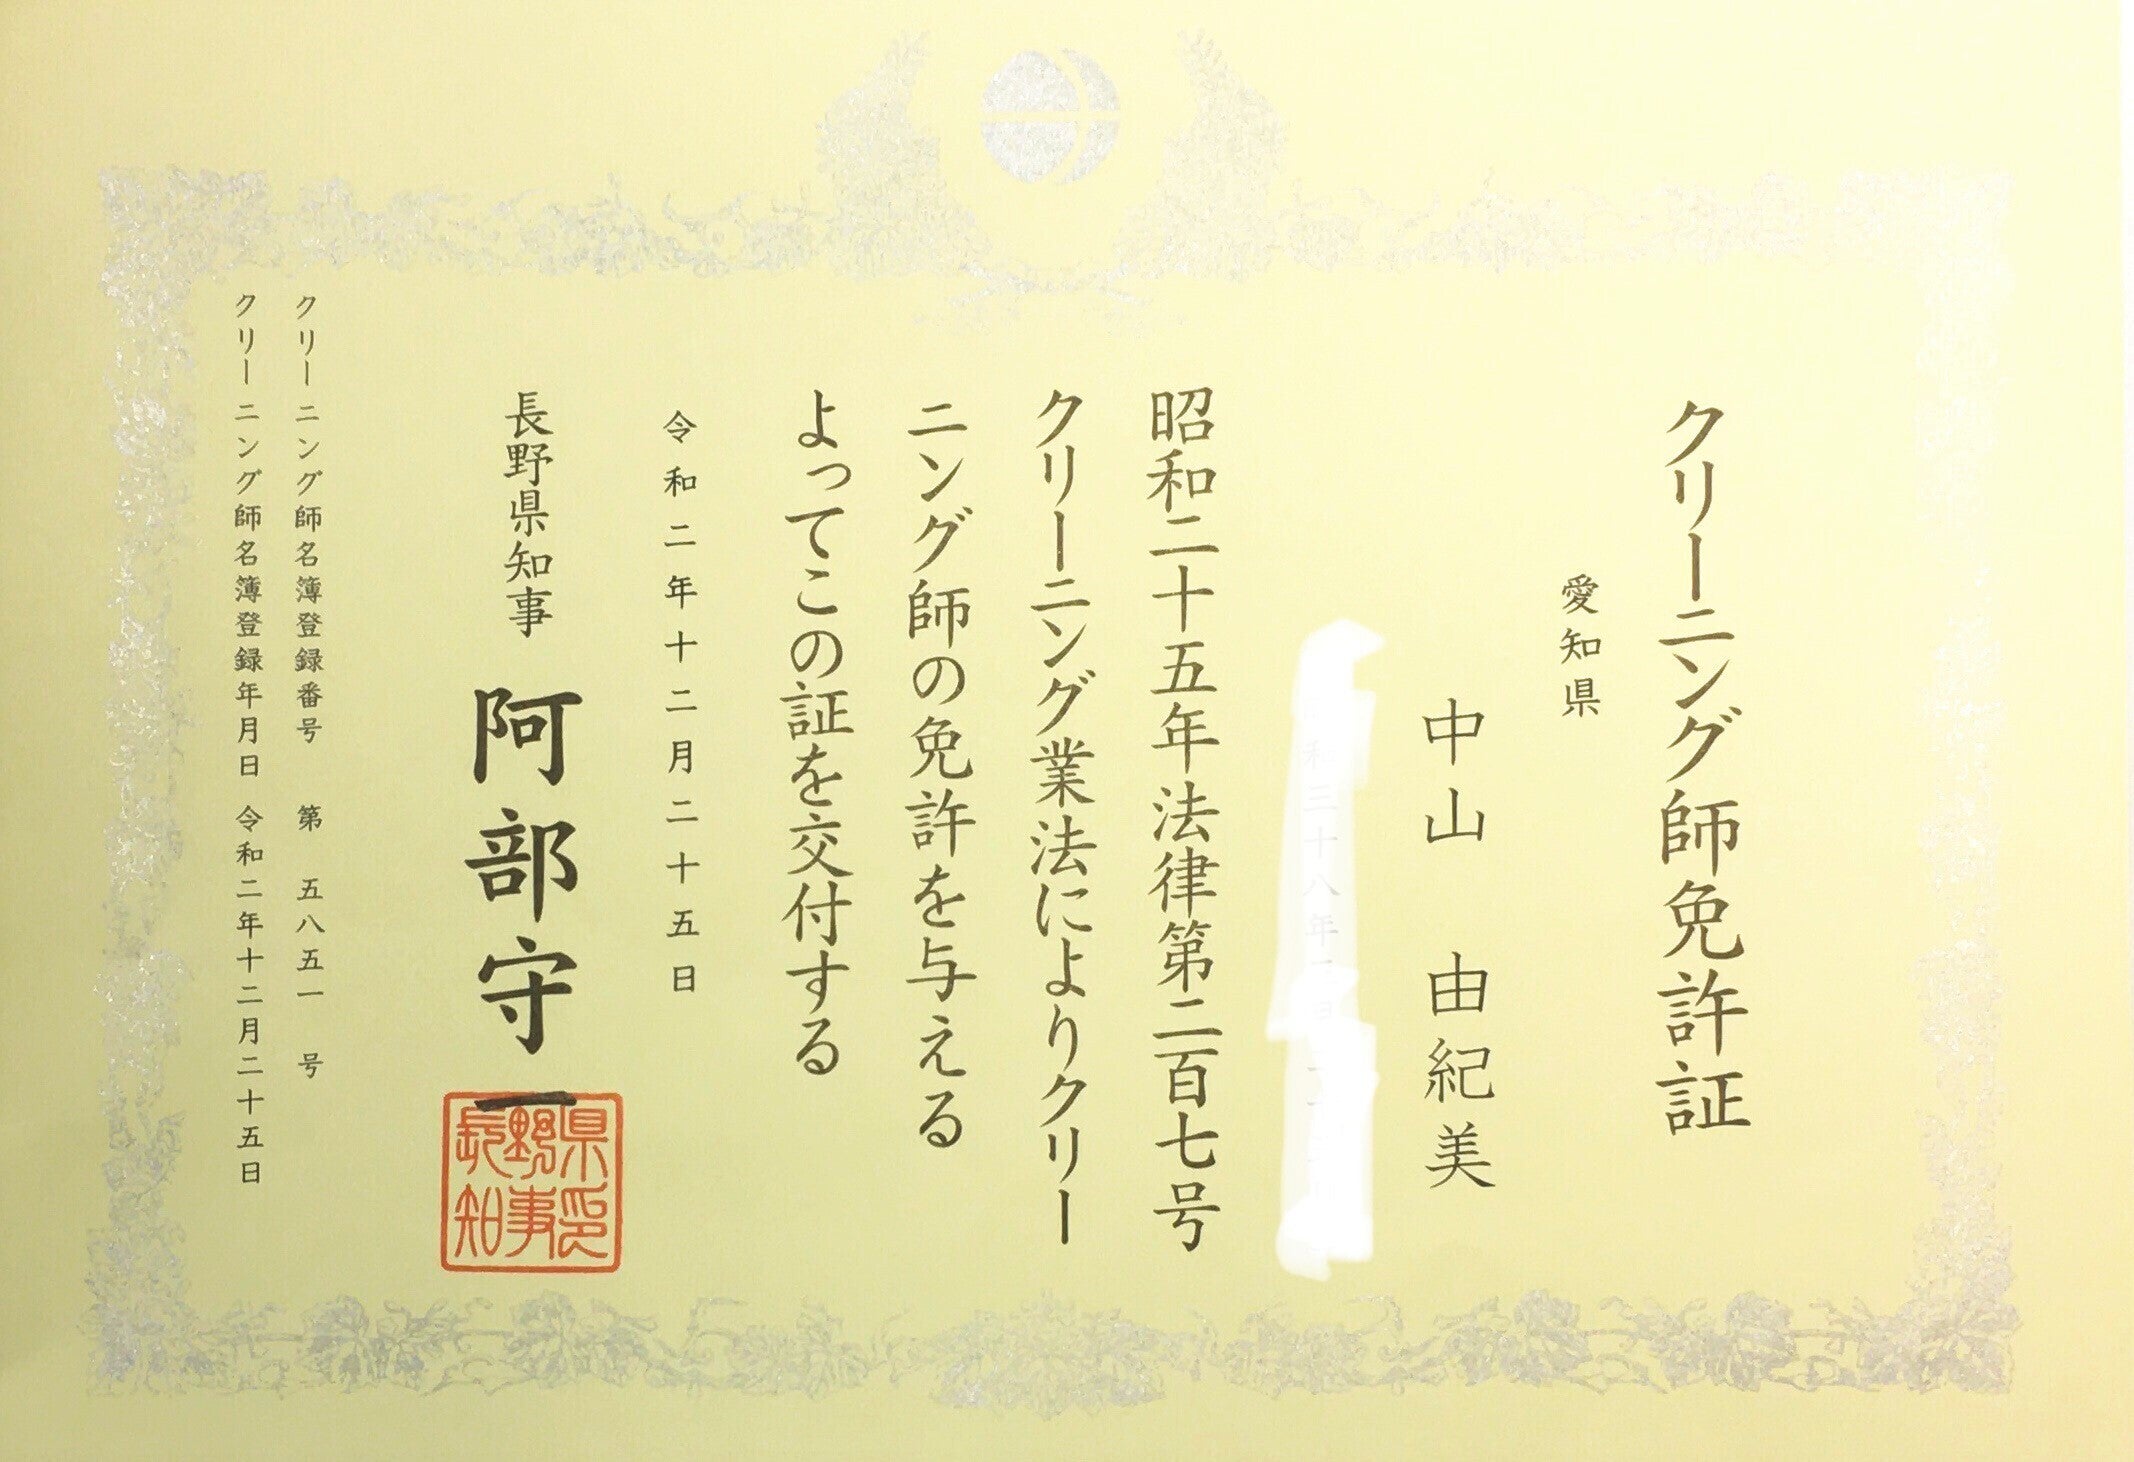 クリーニング師免許証
愛知県
中山　由紀美
昭和二十五年法律第二百七号
クリーニング業法によりクリー
ニング師の免許を与える
よってこの証を交付する
令和二年十二月二十五日
長野県知事　阿部守一
長野県
知事印
クリーニング師名簿登録番号　第　五八五一　号
クリーニング師名簿登録年月日　令和二年十二月二十五日